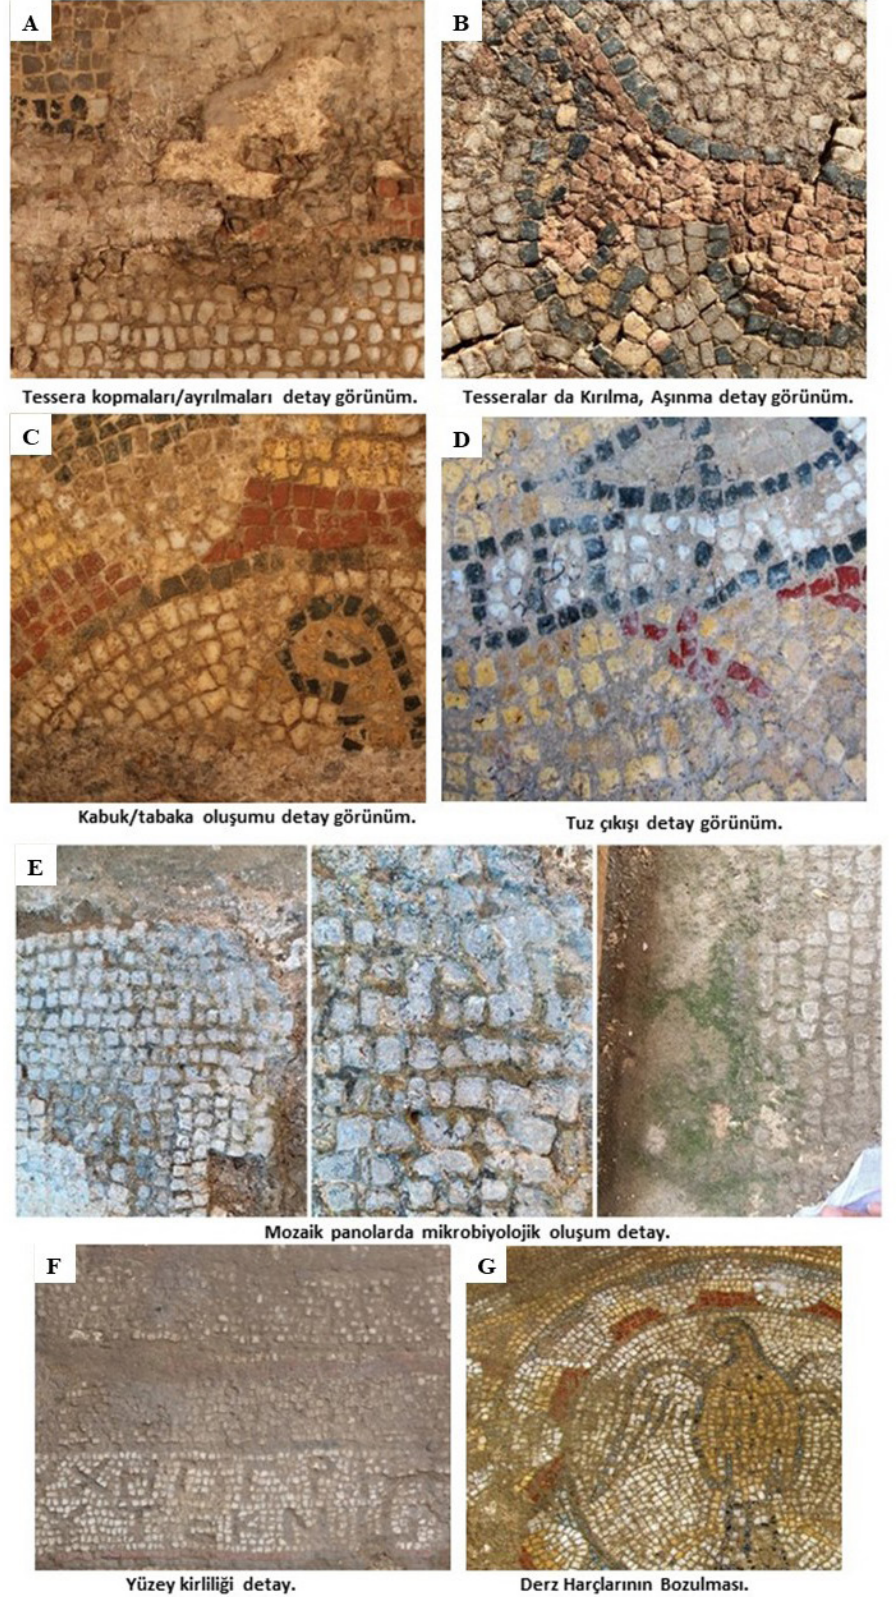 A
B
Tessera kopmaları/ayrılmaları detay görünüm.
Tesseralar da Kırılma, Aşınma detay görünüm.
C
D
Kabuk/tabaka oluşumu detay görünüm.
Tuz çıkışı detay görünüm.
E
Mozaik panolarda mikrobiyolojik oluşum detay.
F
G
Yüzey kirliliği detay.
Derz Harçlarının Bozulması.